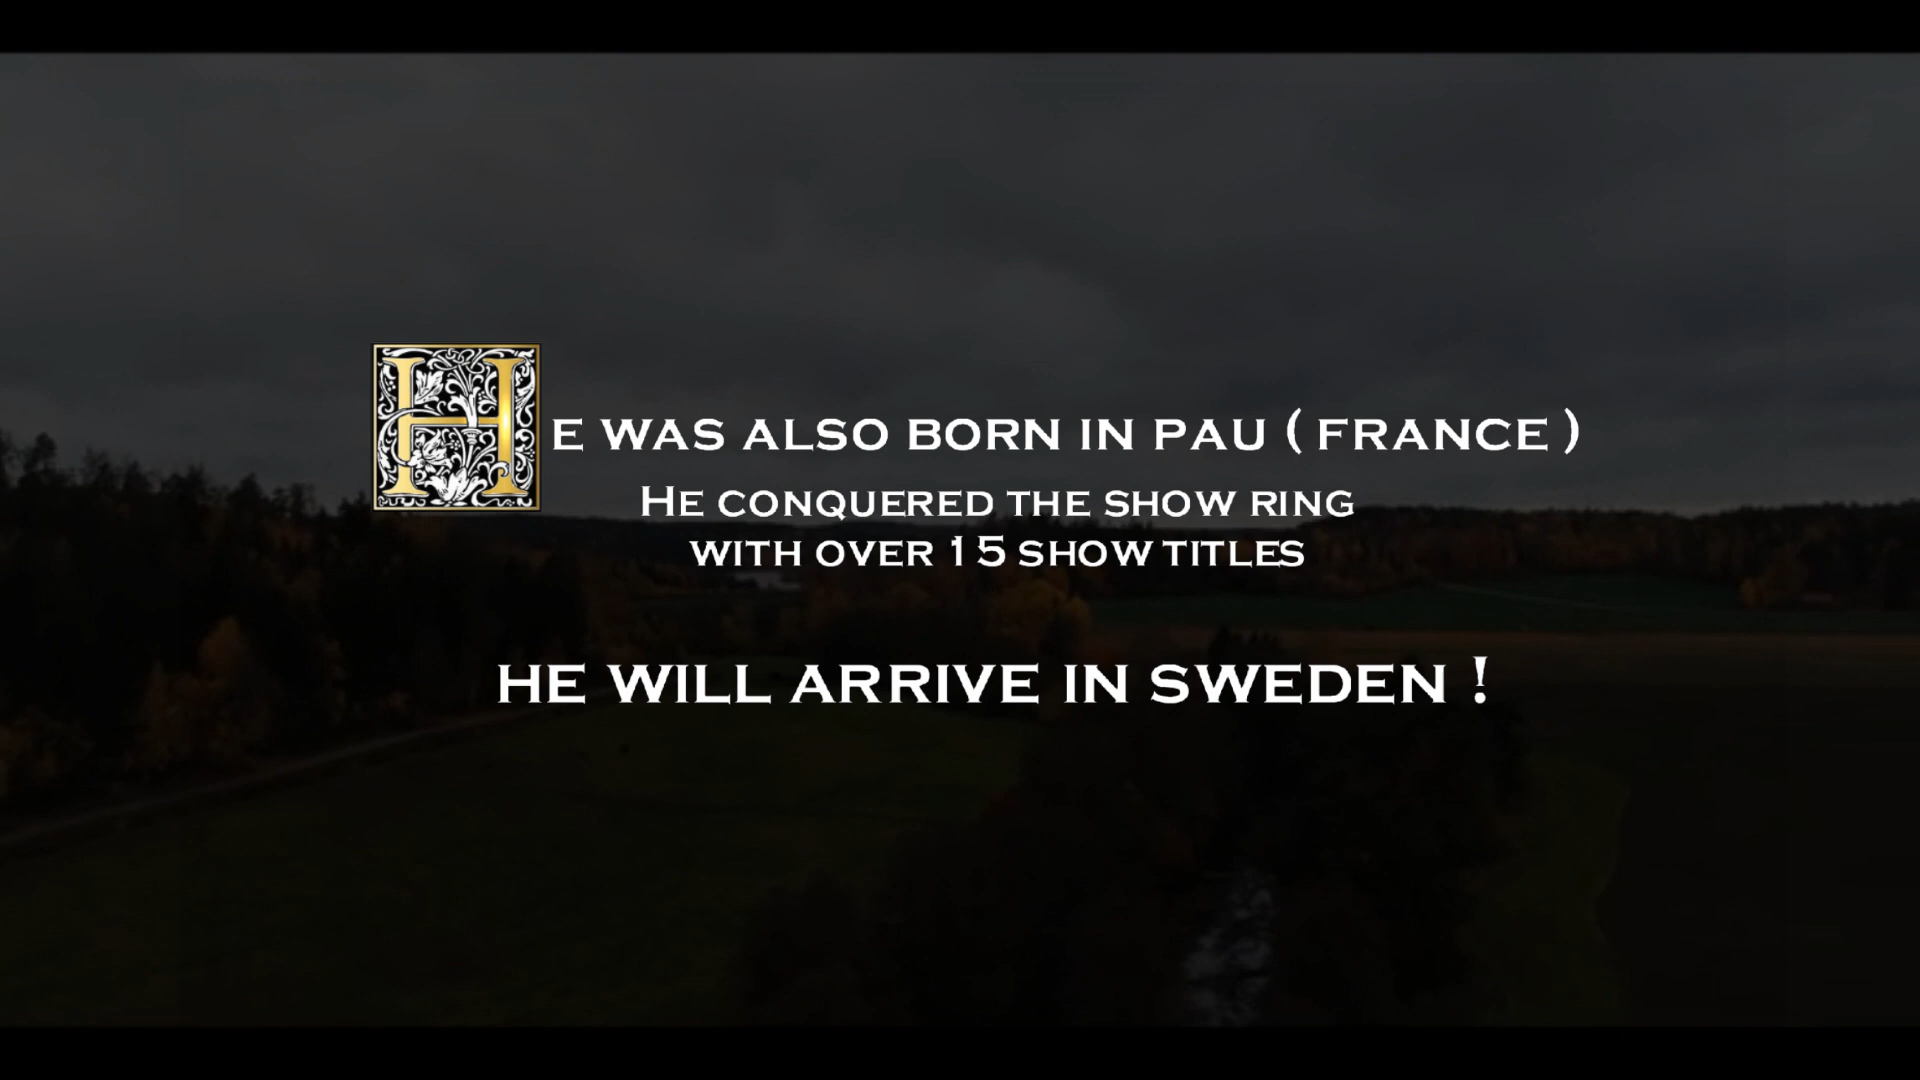 HE WAS ALSO BORN IN PAU ( FRANCE )
HE CONQUERED THE SHOW RING
WITH OVER 15 SHOW TITLES
HE WILL ARRIVE IN SWEDEN !